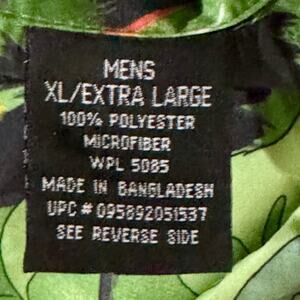 MENS
XL/EXTRA LARGE
100% POLYESTER
MICROFIBER
WPL 5085
MADE IN BANGLADESH
UPC # 095892051537
SEE REVERSE SIDE